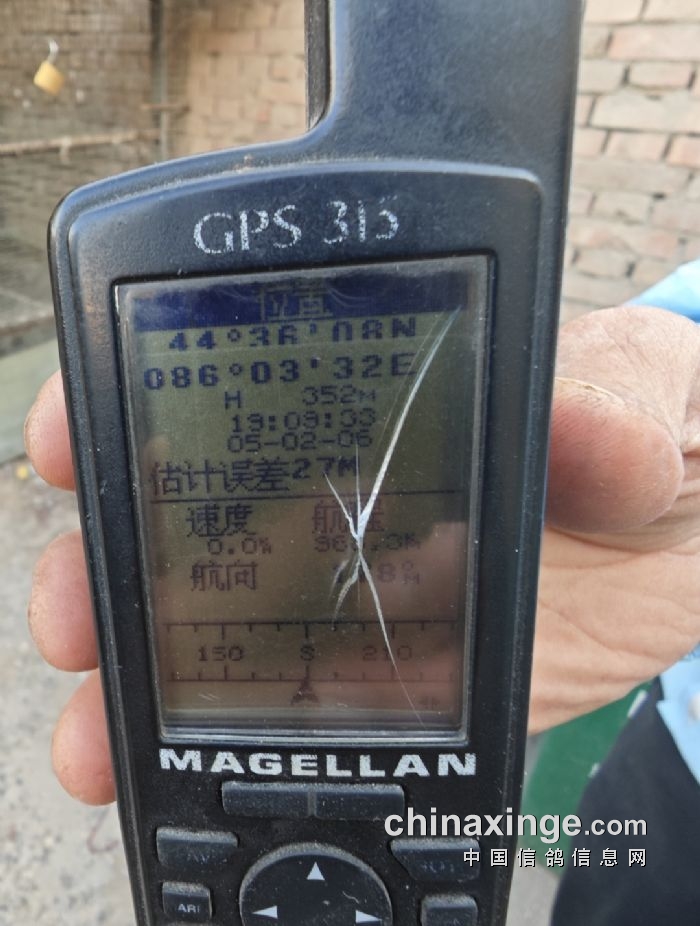 GPS 315
位置
44°36'08N
086°03'32E
H 352M
19:09:33
05-02-06
估计误差27M
速度 航程
0.0%
航向
150 S 210
MAGELLAN
chinaxinge.com
中国信鸽信息网